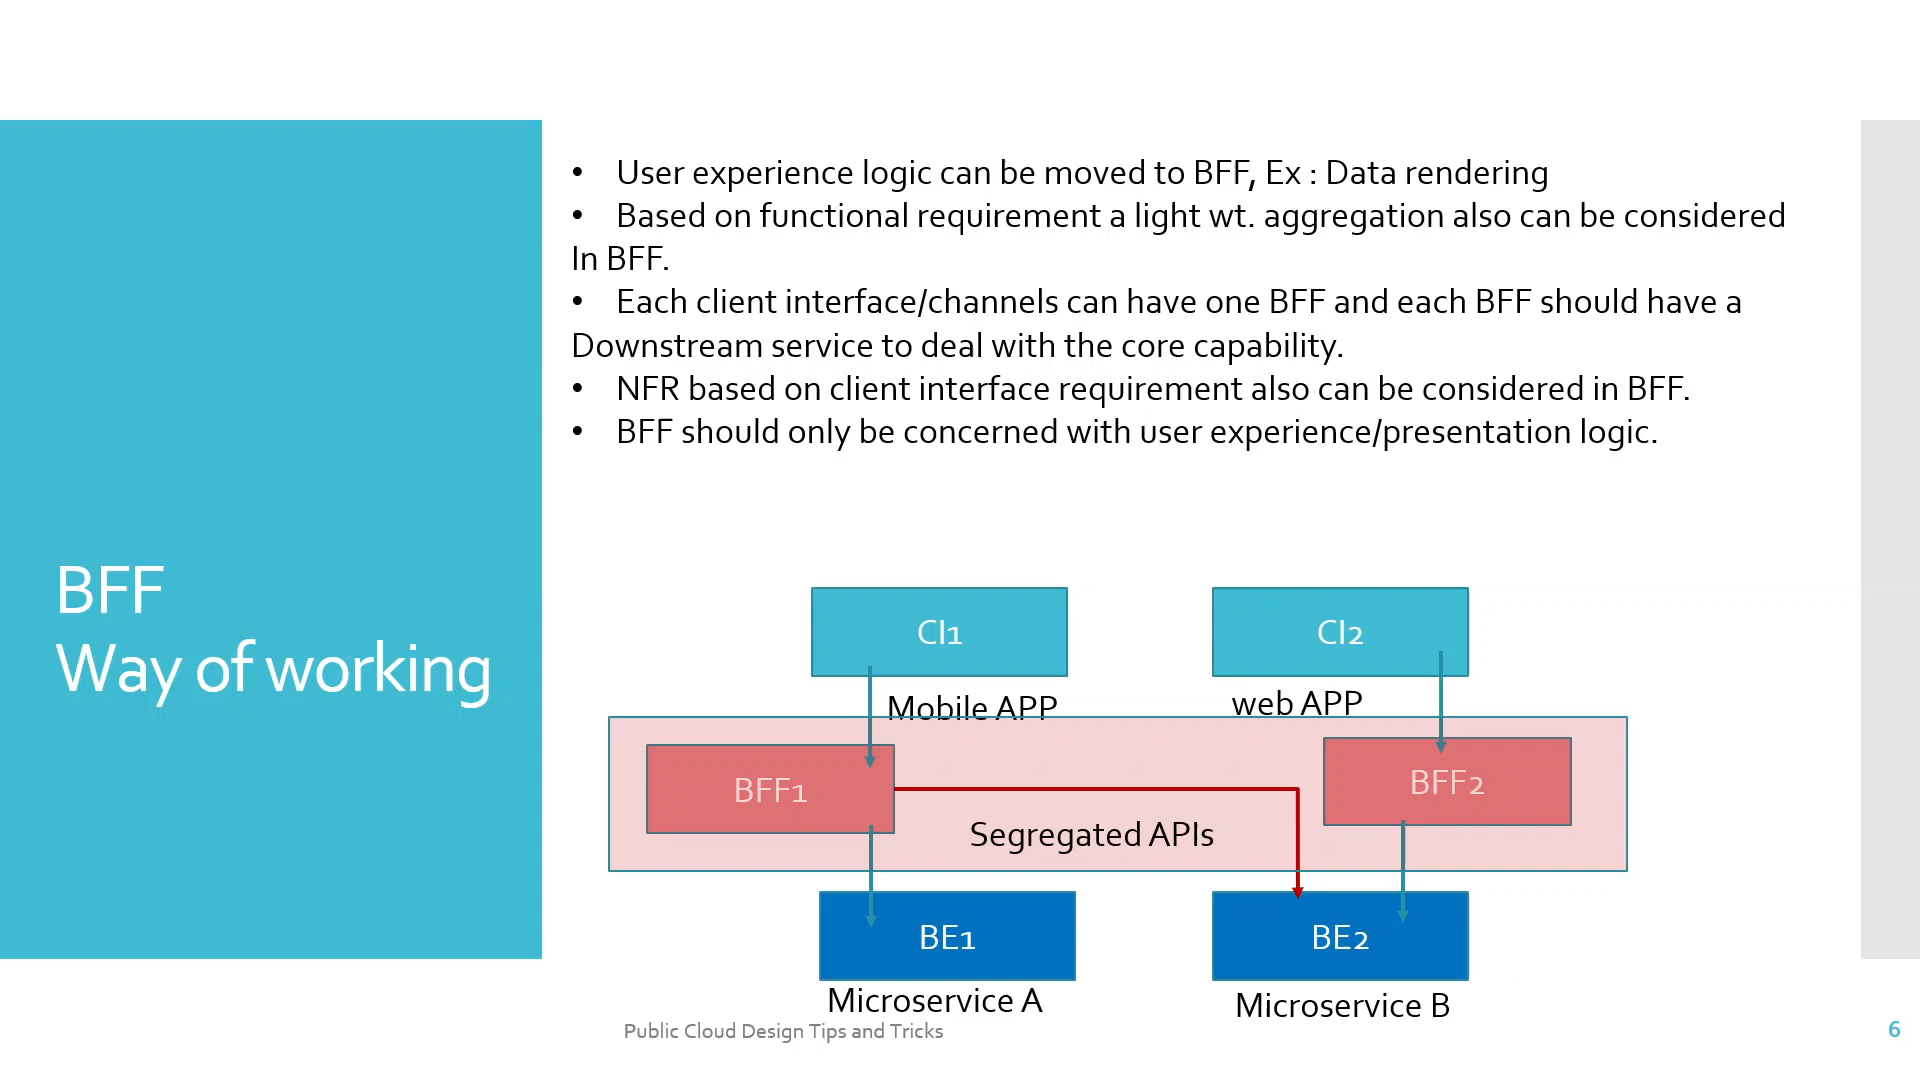 BFF
Way of working
• User experience logic can be moved to BFF, Ex : Data rendering
• Based on functional requirement a light wt. aggregation also can be considered
In BFF.
• Each client interface/channels can have one BFF and each BFF should have a
Downstream service to deal with the core capability.
• NFR based on client interface requirement also can be considered in BFF.
• BFF should only be concerned with user experience/presentation logic.
CI1
CI2
Mobile APP
web APP
BFF1
BFF2
Segregated APIs
BE1
BE2
Microservice A
Microservice B
Public Cloud Design Tips and Tricks
6